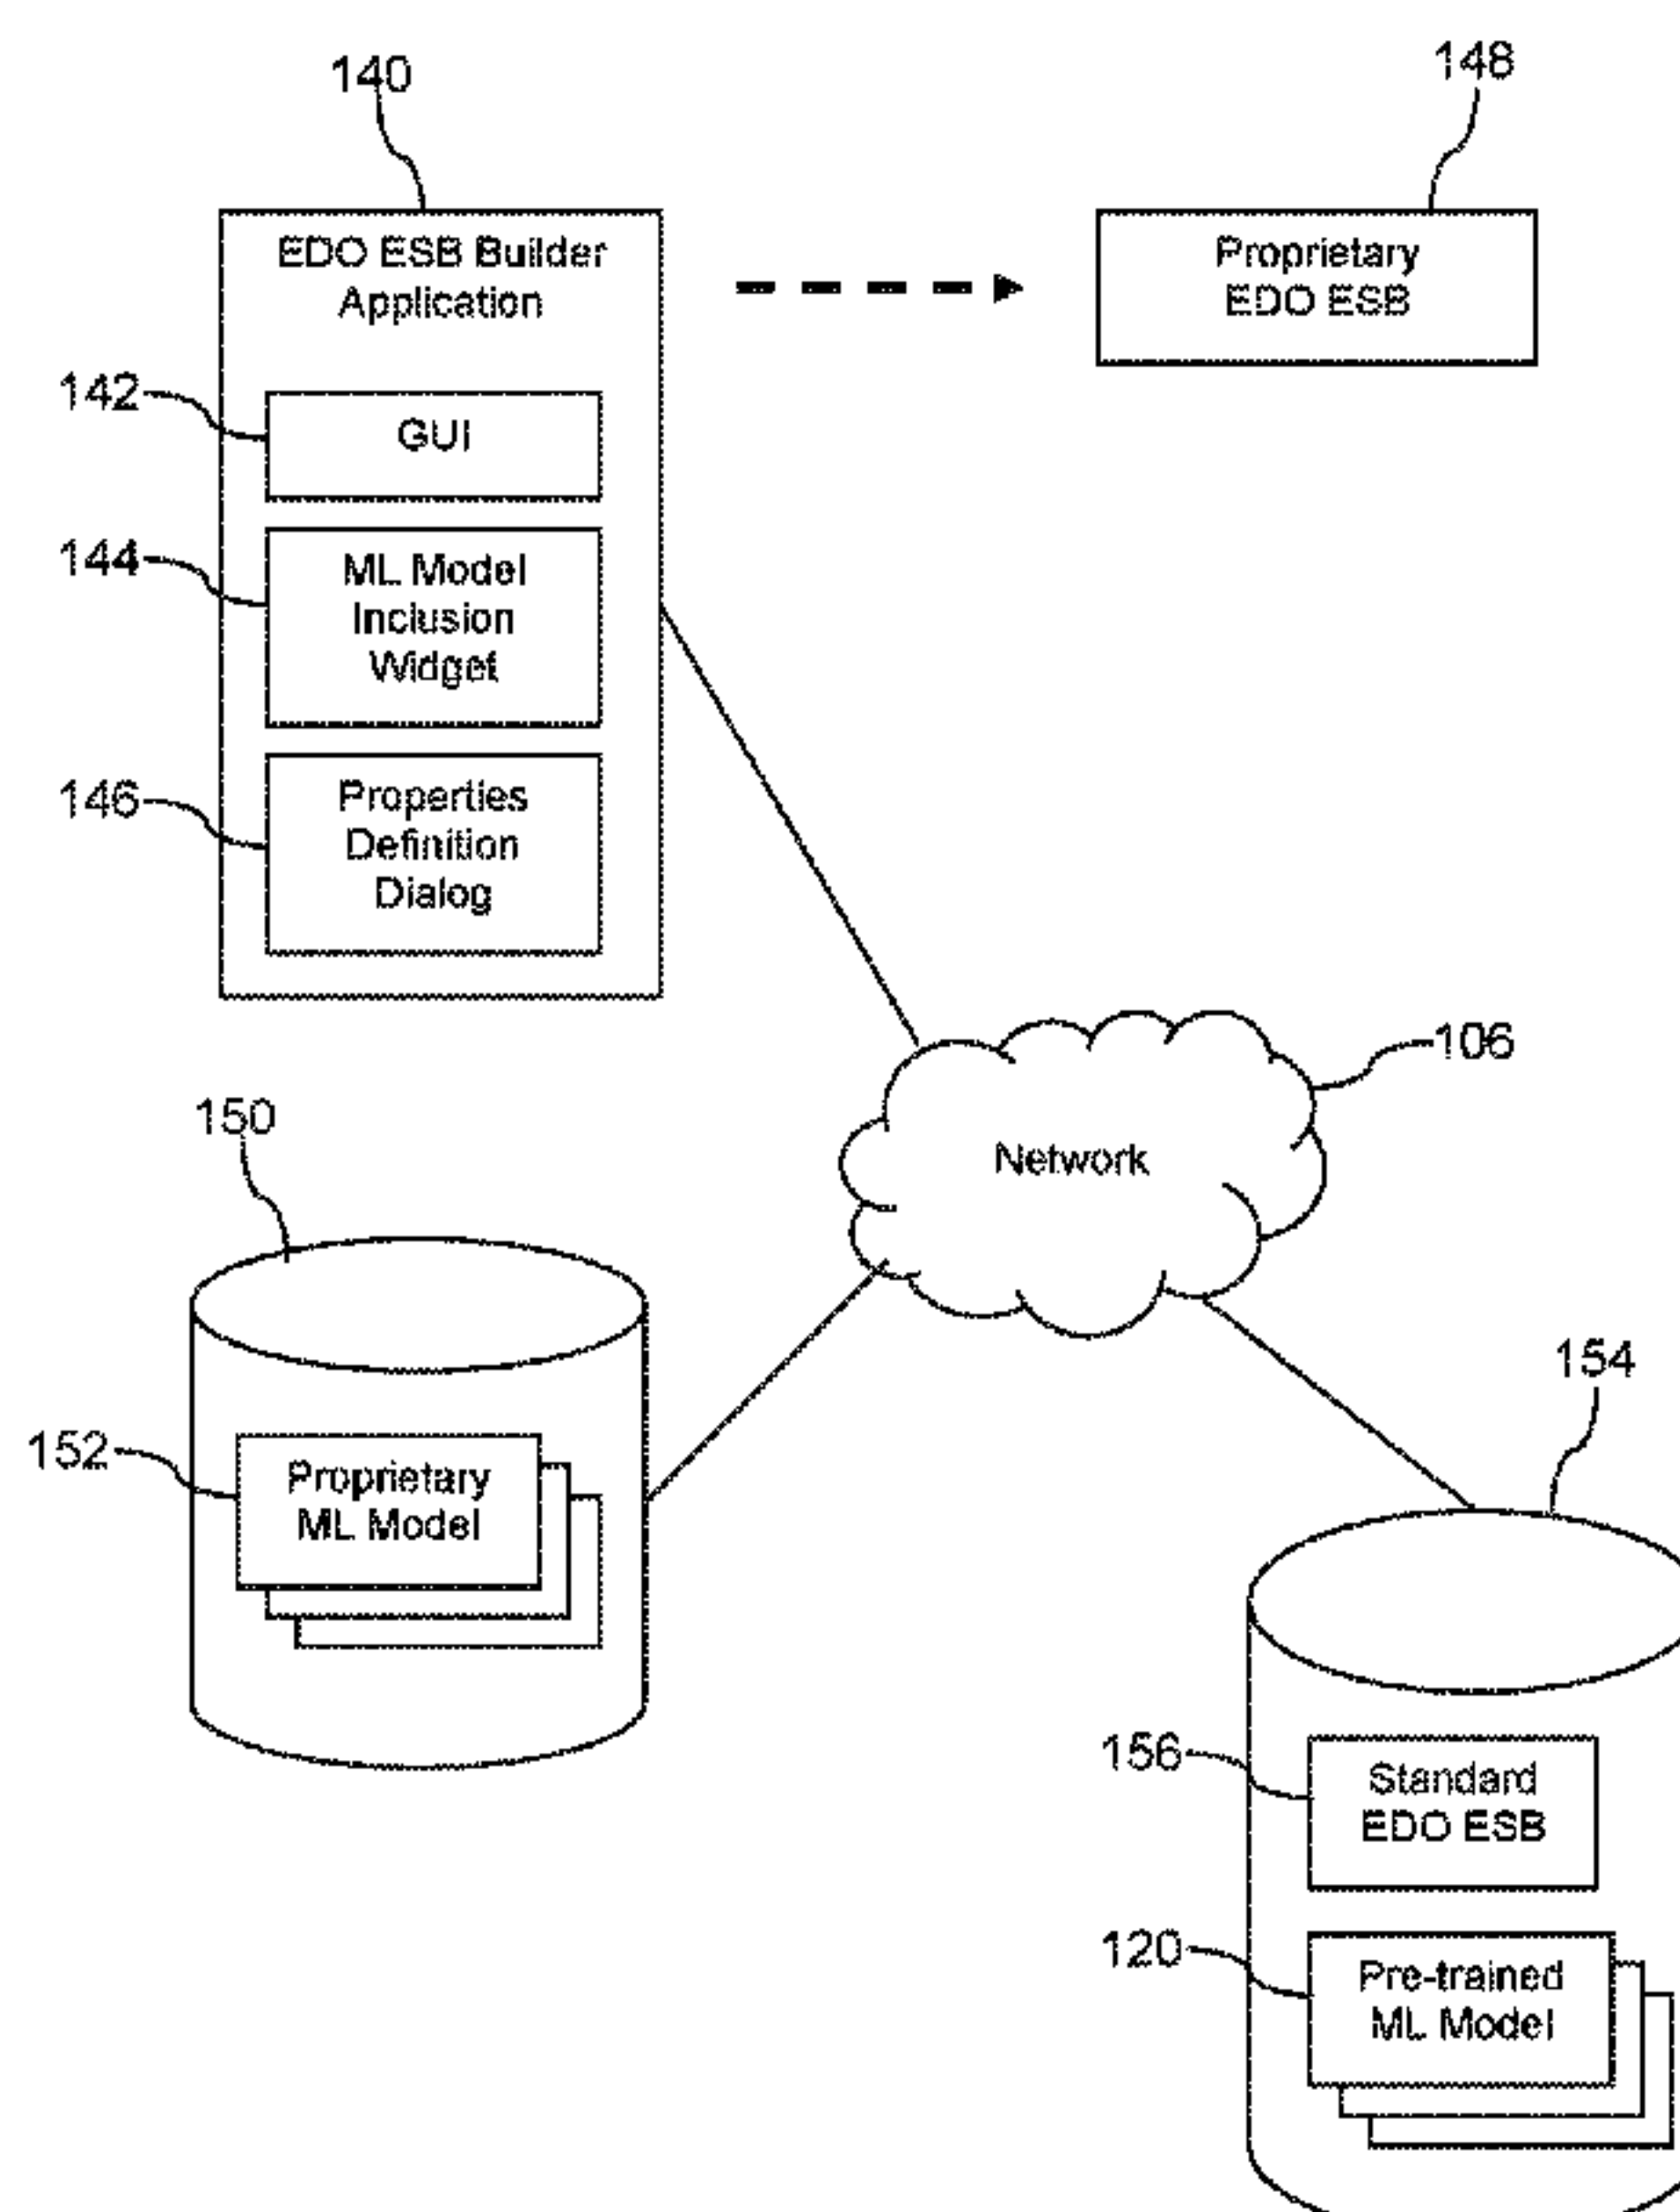 140
148
EDO ESB Builder
Application
Proprietary
EDO ESB
142
GUI
144
ML Model
Inclusion
Widget
146
Properties
Definition
Dialog
106
Network
150
154
152
Proprietary
ML Model
156
Standard
EDO ESB
120
Pre-trained
ML Model